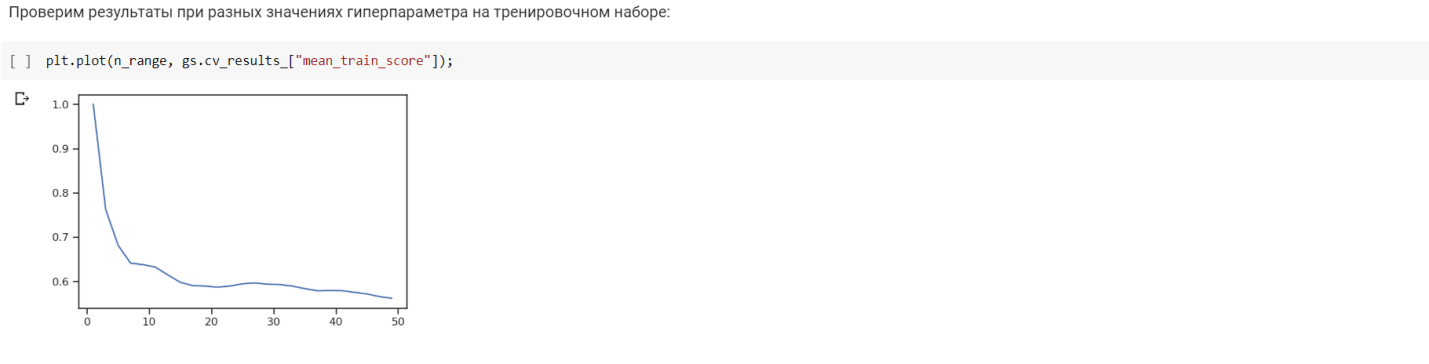 Проверим результаты при разных значениях гиперпараметра на тренировочном наборе:
[ ] plt.plot(n_range, gs.cv_results_["mean_train_score"]);
1.0
0.9
0.8
0.7
0.6
0 10 20 30 40 50